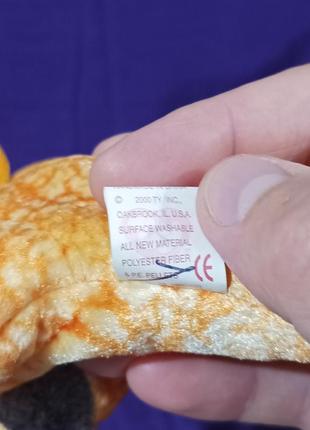 © 2000 TY INC.,
OAKBROOK, IL, U.S.A.
SURFACE WASHABLE
ALL NEW MATERIAL
POLYESTER FIBER
& P.E. PELLETS CE